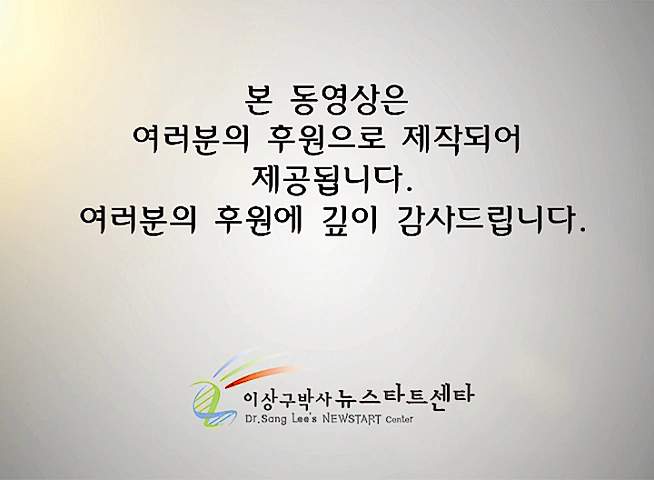 본 동영상은
여러분의 후원으로 제작되어
제공됩니다.
여러분의 후원에 깊이 감사드립니다.
이상구박사 뉴스타트센타
Dr.Sang Lee's NEWSTART Center